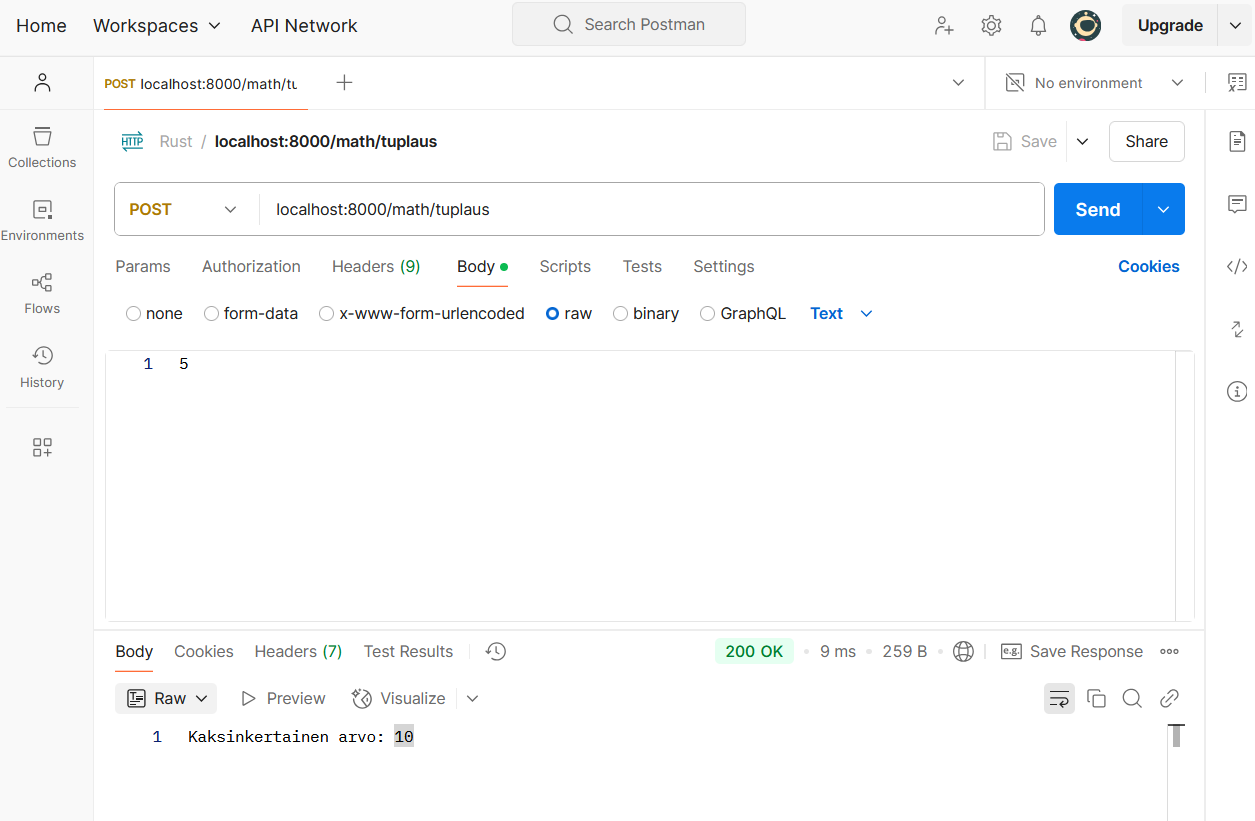 Home Workspaces API Network Search Postman Upgrade
POST localhost:8000/math/tu No environment
HTTP Rust / localhost:8000/math/tuplaus Save Share
Collections
POST localhost:8000/math/tuplaus Send
Environments
Params Authorization Headers (9) Body Scripts Tests Settings Cookies
Flows
none form-data x-www-form-urlencoded raw binary GraphQL Text
1 5
History
Body Cookies Headers (7) Test Results 200 OK 9 ms 259 B e.g. Save Response
Raw Preview Visualize
1 Kaksinkertainen arvo: 10